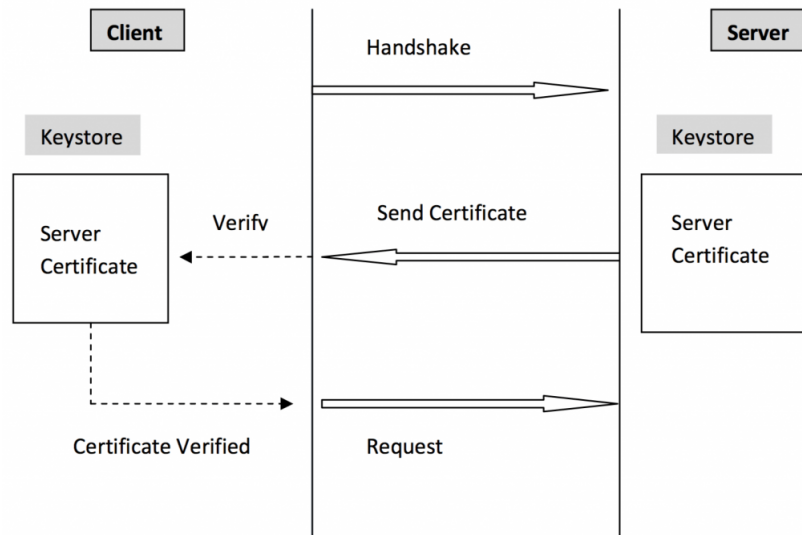 Client
Handshake
Server
Keystore
Keystore
Server
Certificate
Verify
Send Certificate
Server
Certificate
Certificate Verified
Request